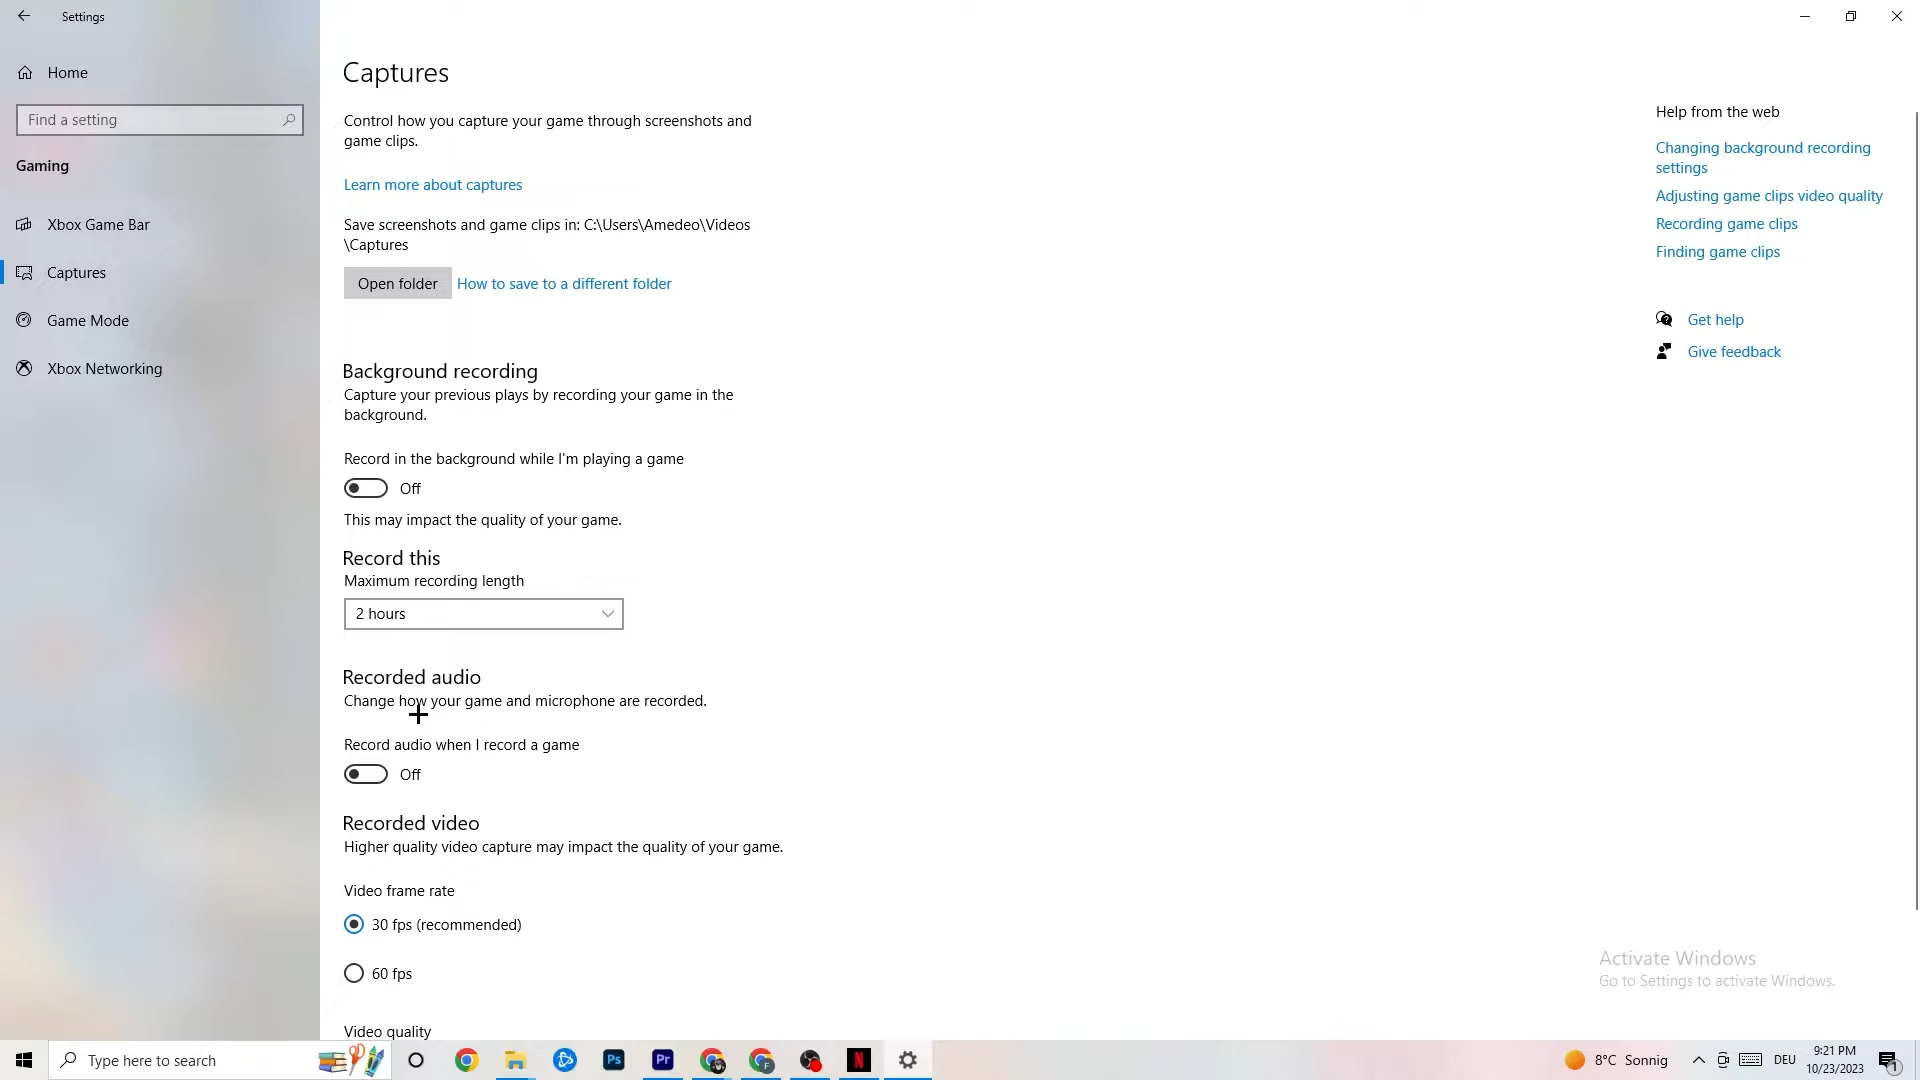 Settings
Home
Find a setting
Gaming
Xbox Game Bar
Captures
Game Mode
Xbox Networking
Captures
Control how you capture your game through screenshots and
game clips.
Learn more about captures
Save screenshots and game clips in: C:\Users\Amedeo\Videos
\Captures
Open folder
How to save to a different folder
Background recording
Capture your previous plays by recording your game in the
background.
Record in the background while I'm playing a game
Off
This may impact the quality of your game.
Record this
Maximum recording length
2 hours
Recorded audio
Change how your game and microphone are recorded.
Record audio when I record a game
Off
Recorded video
Higher quality video capture may impact the quality of your game.
Video frame rate
30 fps (recommended)
60 fps
Video quality
Help from the web
Changing background recording
settings
Adjusting game clips video quality
Recording game clips
Finding game clips
Get help
Give feedback
Activate Windows
Go to Settings to activate Windows.
Type here to search
Ps
Pr
F
N
8°C Sonnig
DEU
9:21 PM
10/23/2023
1